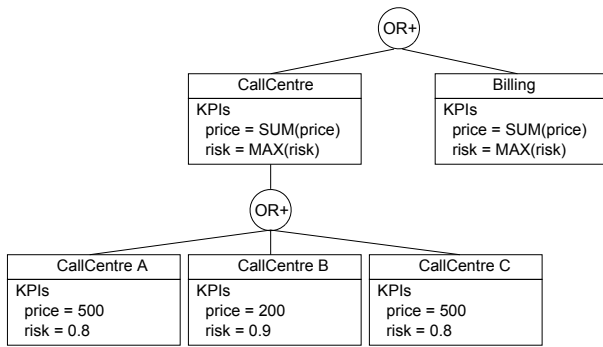 OR+
CallCentre
KPIs
price = SUM(price)
risk = MAX(risk)
Billing
KPIs
price = SUM(price)
risk = MAX(risk)
OR+
CallCentre A
KPIs
price = 500
risk = 0.8
CallCentre B
KPIs
price = 200
risk = 0.9
CallCentre C
KPIs
price = 500
risk = 0.8